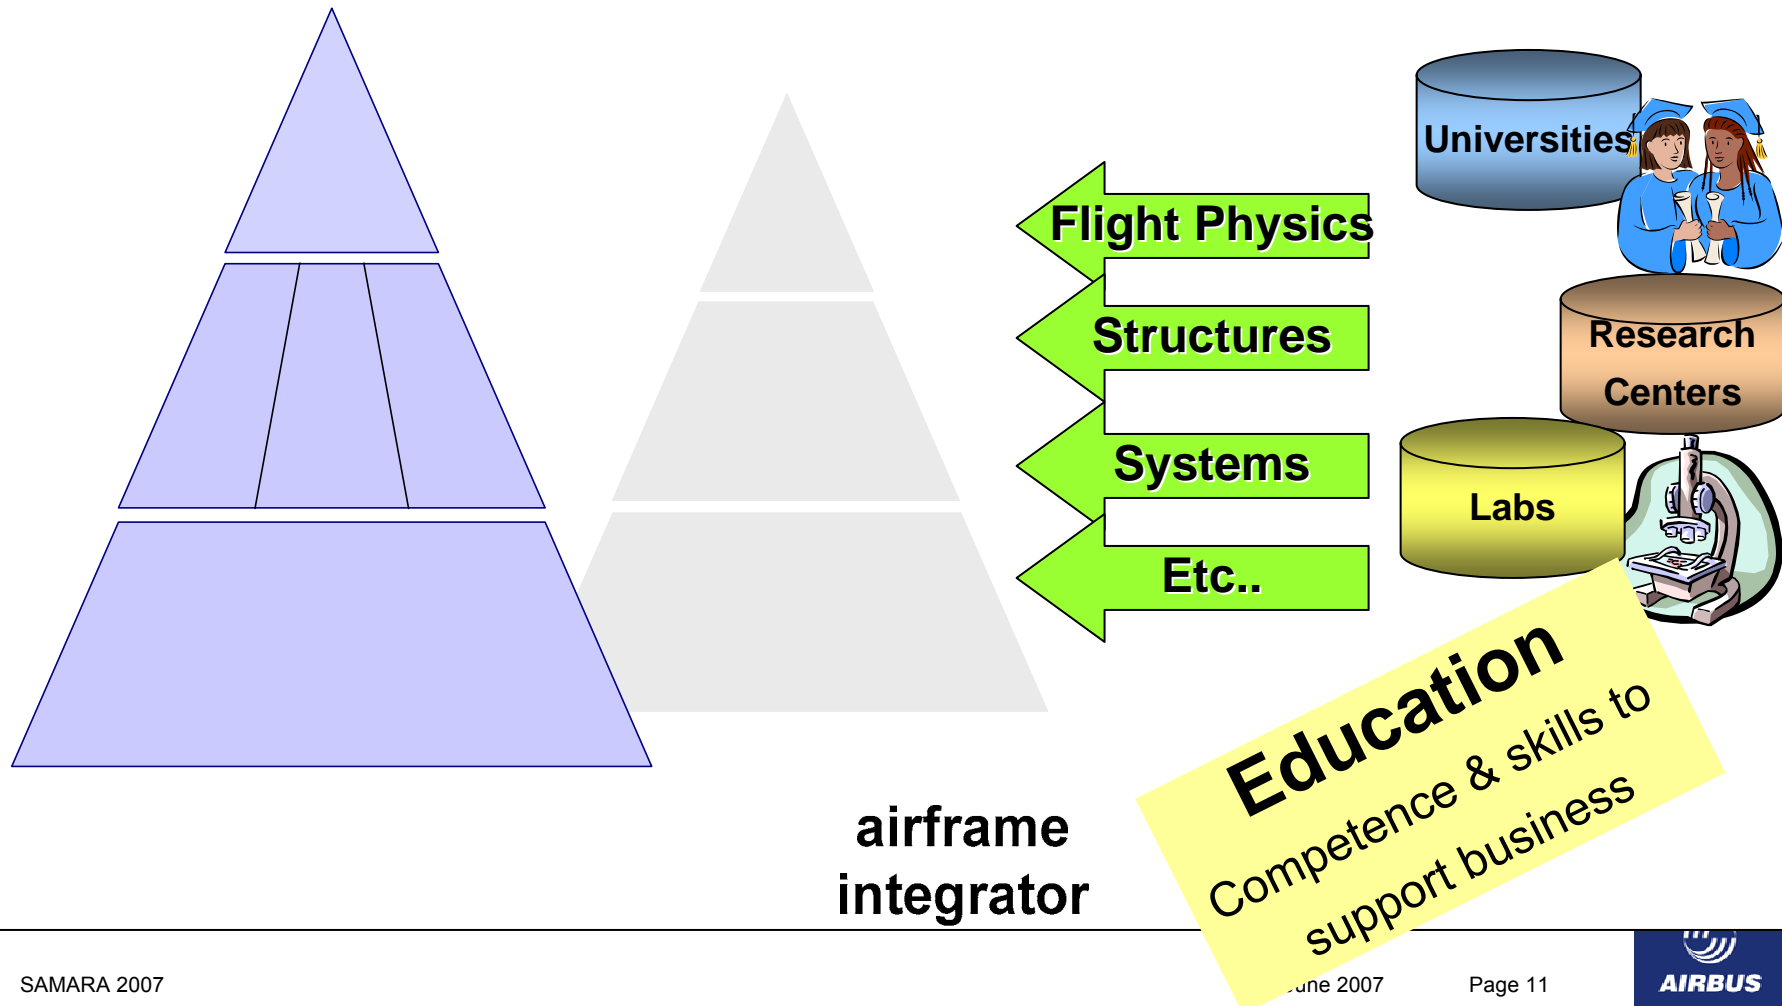 Universities
Flight Physics
Research
Centers
Structures
Systems
Labs
Etc..
Education
Competence & skills to
support business
airframe
integrator
SAMARA 2007
2007
Page 11
AIRBUS